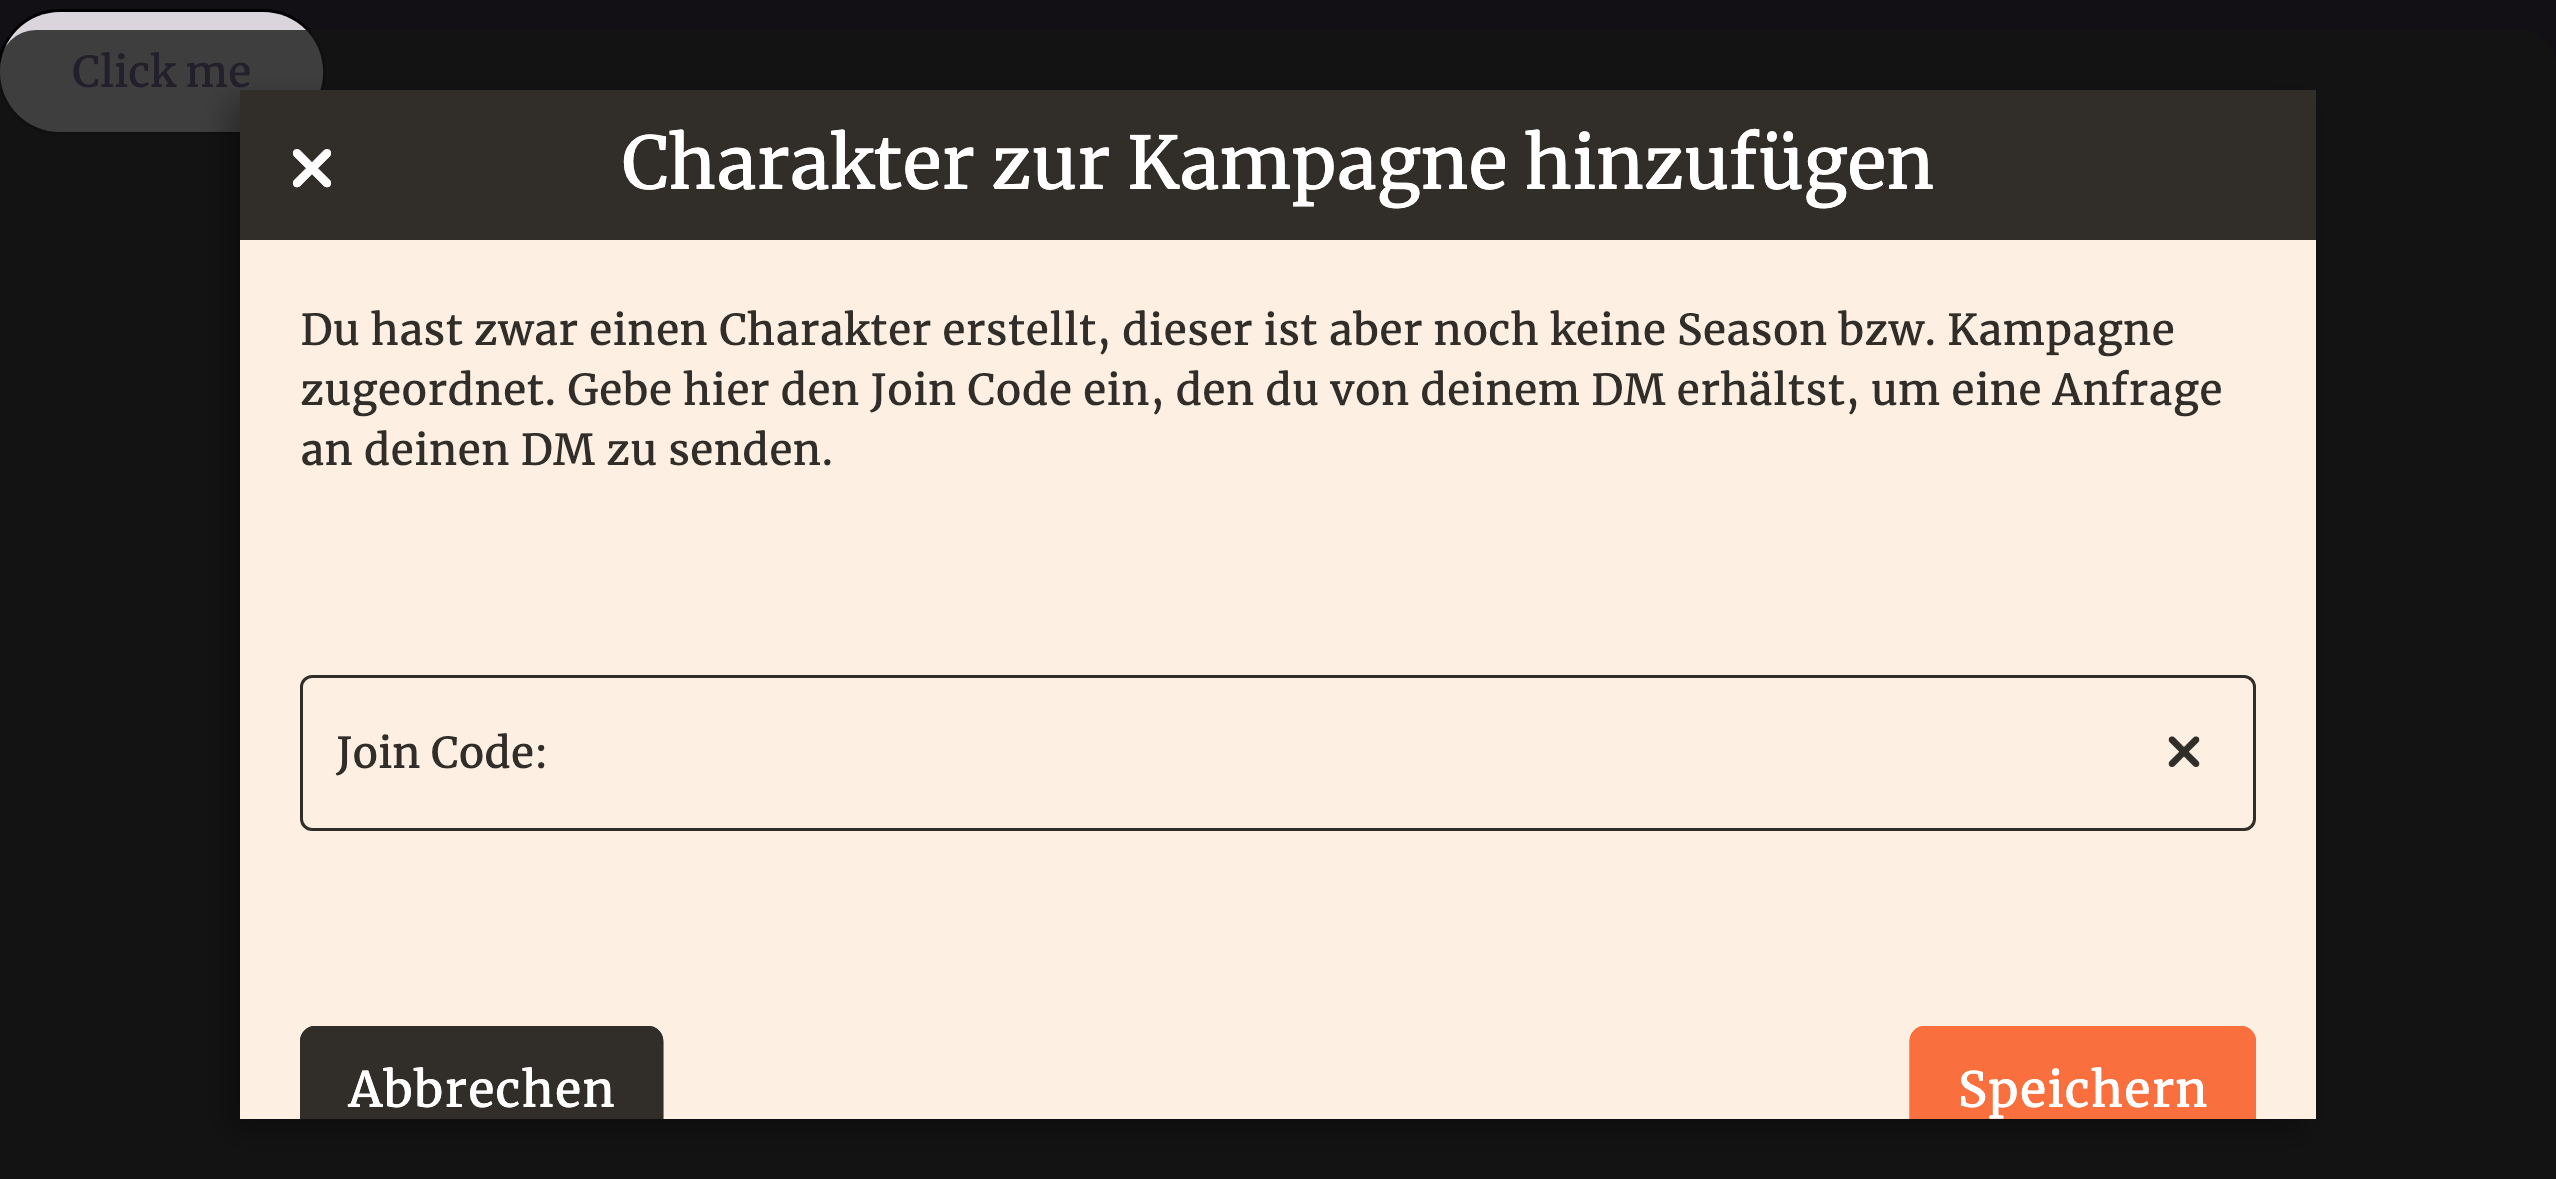 Click me
Charakter zur Kampagne hinzufügen
Du hast zwar einen Charakter erstellt, dieser ist aber noch keine Season bzw. Kampagne
zugeordnet. Gebe hier den Join Code ein, den du von deinem DM erhältst, um eine Anfrage
an deinen DM zu senden.
Join Code:
Abbrechen
Speichern